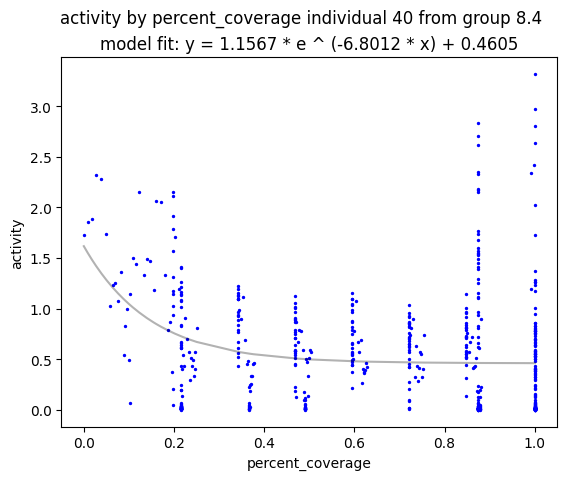 activity by percent_coverage individual 40 from group 8.4
model fit: y = 1.1567 * e ^ (-6.8012 * x) + 0.4605
3.0
2.5
2.0
1.5
1.0
0.5
0.0
activity
0.0 0.2 0.4 0.6 0.8 1.0
percent_coverage